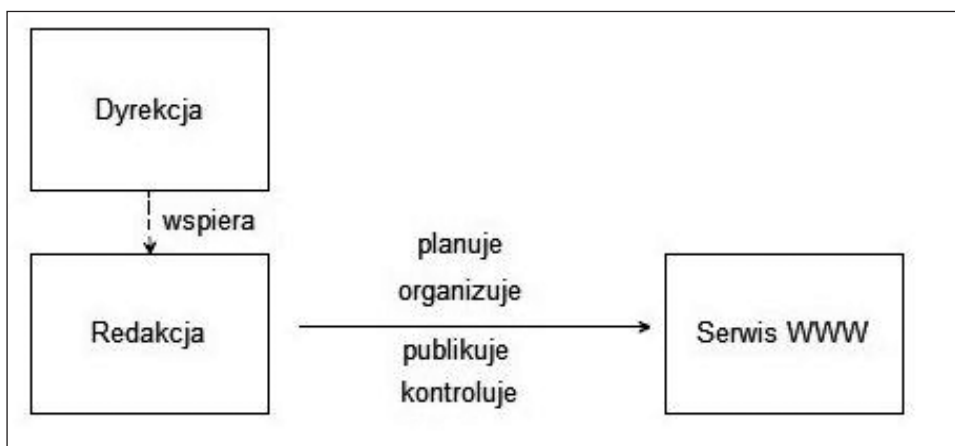 Dyrekcja
wspiera
Redakcja
planuje
organizuje
publikuje
kontroluje
Serwis WWW